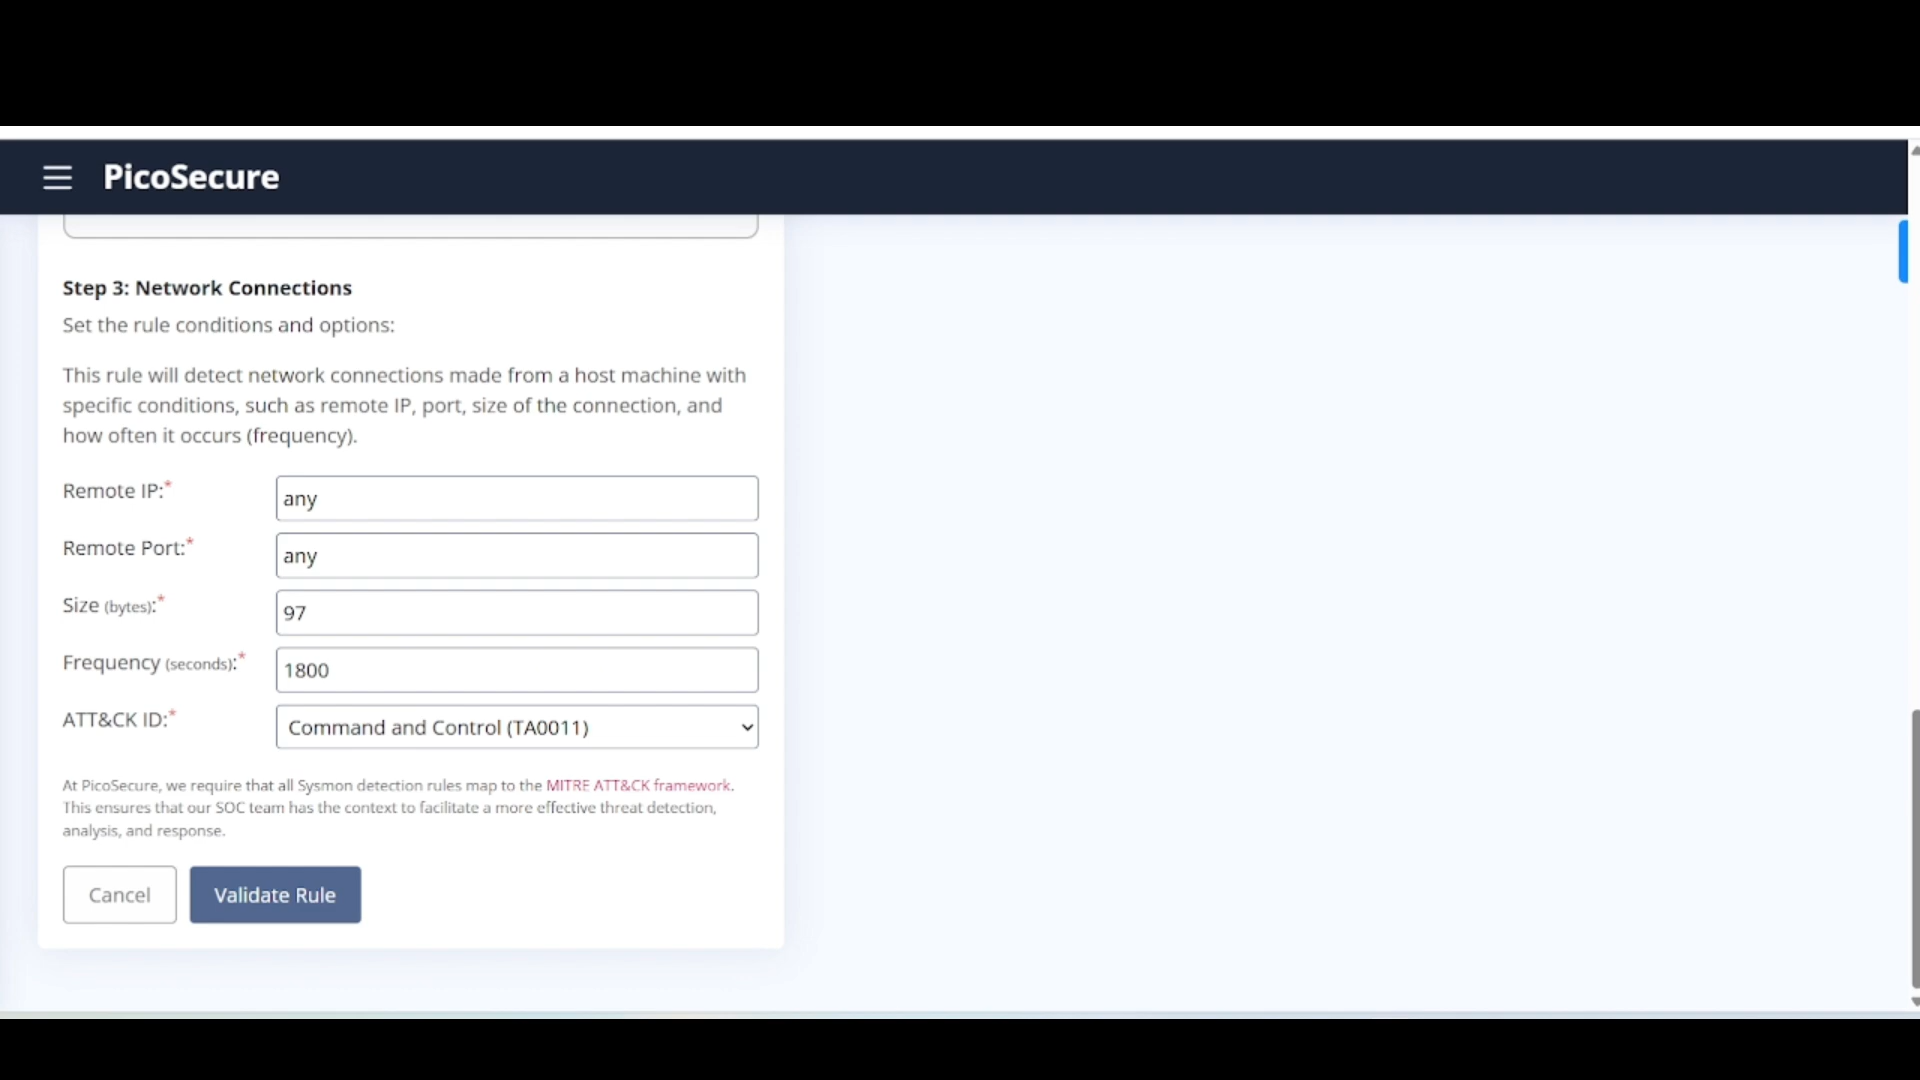 PicoSecure
Step 3: Network Connections
Set the rule conditions and options:
This rule will detect network connections made from a host machine with
specific conditions, such as remote IP, port, size of the connection, and
how often it occurs (frequency).
Remote IP:*
any
Remote Port:*
any
Size (bytes):*
97
Frequency (seconds):*
1800
ATT&CK ID:*
Command and Control (TA0011)
At PicoSecure, we require that all Sysmon detection rules map to the MITRE ATT&CK framework.
This ensures that our SOC team has the context to facilitate a more effective threat detection,
analysis, and response.
Cancel
Validate Rule